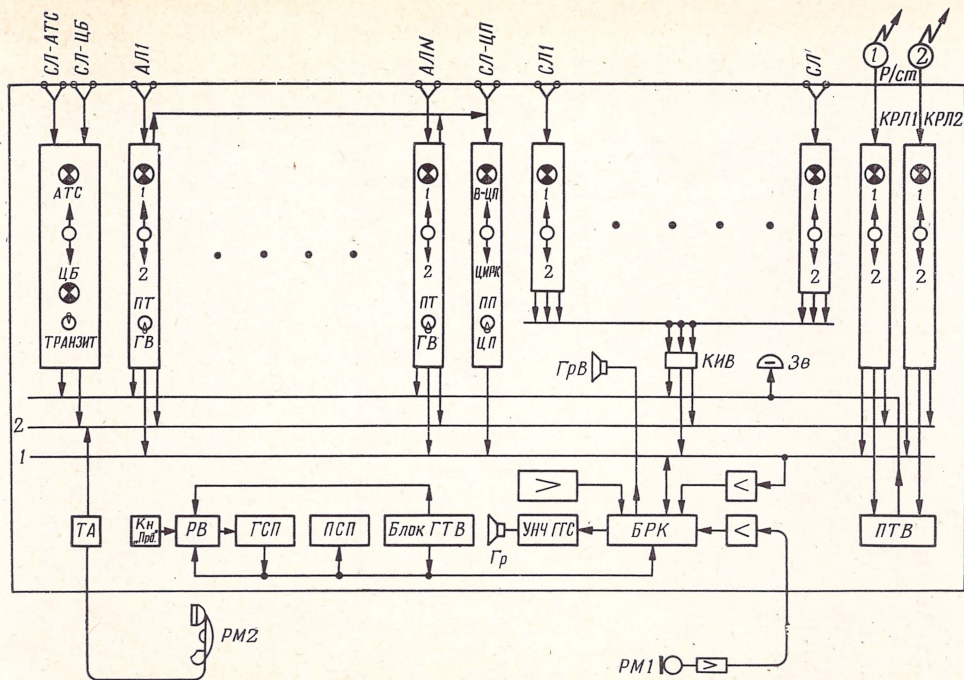 СЛ-АТС
СЛ-ЦБ
АЛ1
АЛN
СЛ-ЦП
СЛ1
СЛ'
1
2
Р/ст
КРЛ1
КРЛ2
АТС
ЦБ
ТРАНЗИТ
1
2
ПТ
ГВ
1
2
ПТ
ГВ
В-ЦП
ЦИРК
ПП
ЦП
1
2
1
2
1
2
1
2
ГрВ
КИВ
Зв
2
1
ТА
Кн „Прд"
РВ
ГСП
ПСП
Блок ГТВ
Гр
УНЧ ГГС
>
БРК
<
<
ПТВ
РМ2
РМ1
>